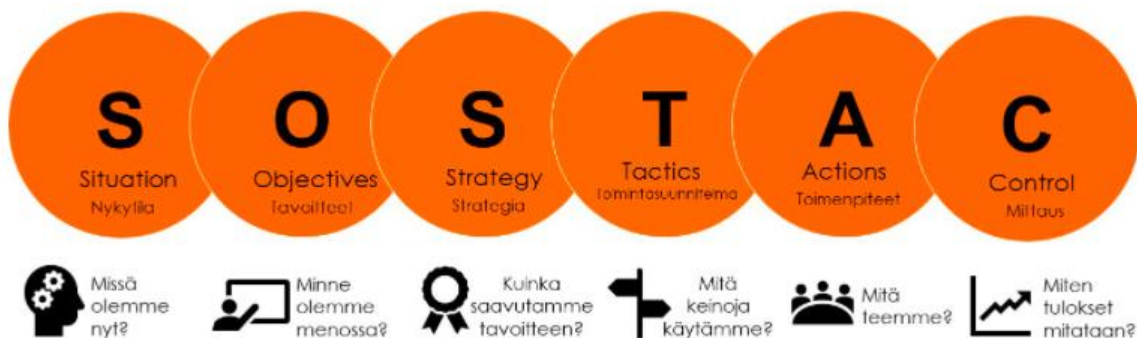 S
Situation
Nykytila
O
Objectives
Tavoitteet
S
Strategy
Strategia
T
Tactics
Toimintasuunnitelma
A
Actions
Toimenpiteet
C
Control
Mittaus
Missä
olemme
nyt?
Minne
olemme
menossa?
Kuinka
saavutamme
tavoitteen?
Mitä
keinoja
käytämme?
Mitä
teemme?
Miten
tulokset
mitataan?